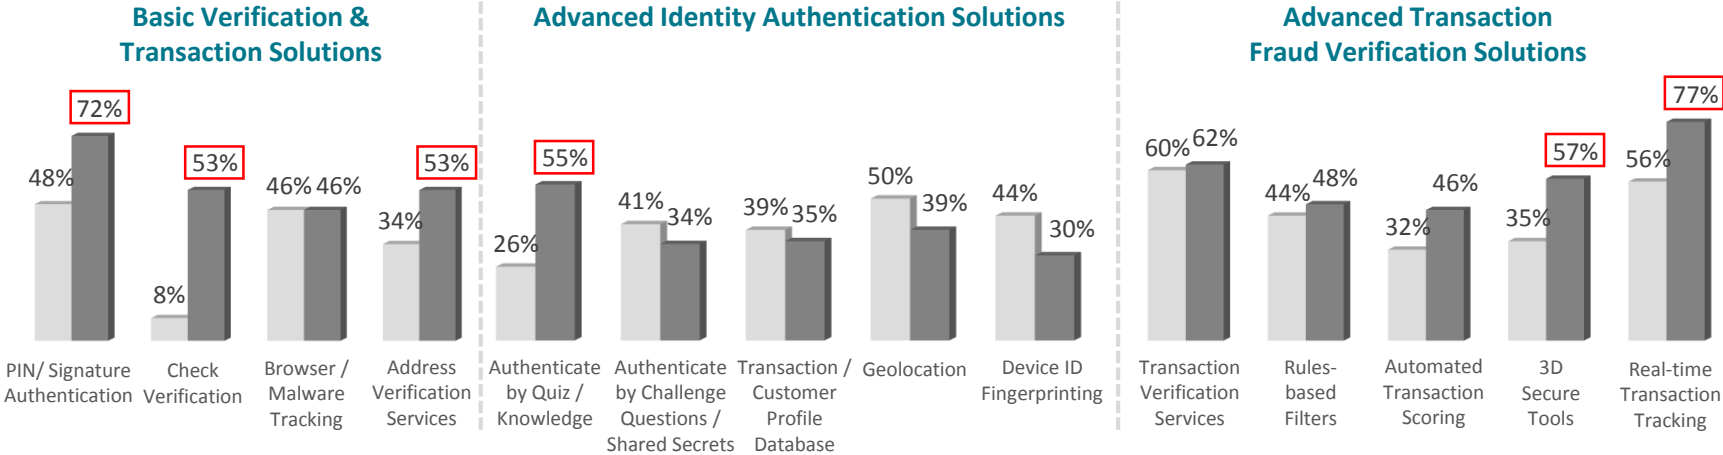 Basic Verification &
Transaction Solutions
72%
48%
53%
8%
46% 46%
53%
34%
PIN/ Signature
Authentication
Check
Verification
Browser /
Malware
Tracking
Address
Verification
Services
Advanced Identity Authentication Solutions
55%
26%
41%
34%
39% 35%
50%
39%
44%
30%
Authenticate
by Quiz /
Knowledge
Authenticate
by Challenge
Questions /
Shared Secrets
Transaction /
Customer
Profile
Database
Geolocation
Device ID
Fingerprinting
Advanced Transaction
Fraud Verification Solutions
60% 62%
44% 48%
46%
32%
57%
35%
77%
56%
Transaction
Verification
Services
Rules-
based
Filters
Automated
Transaction
Scoring
3D
Secure
Tools
Real-time
Transaction
Tracking